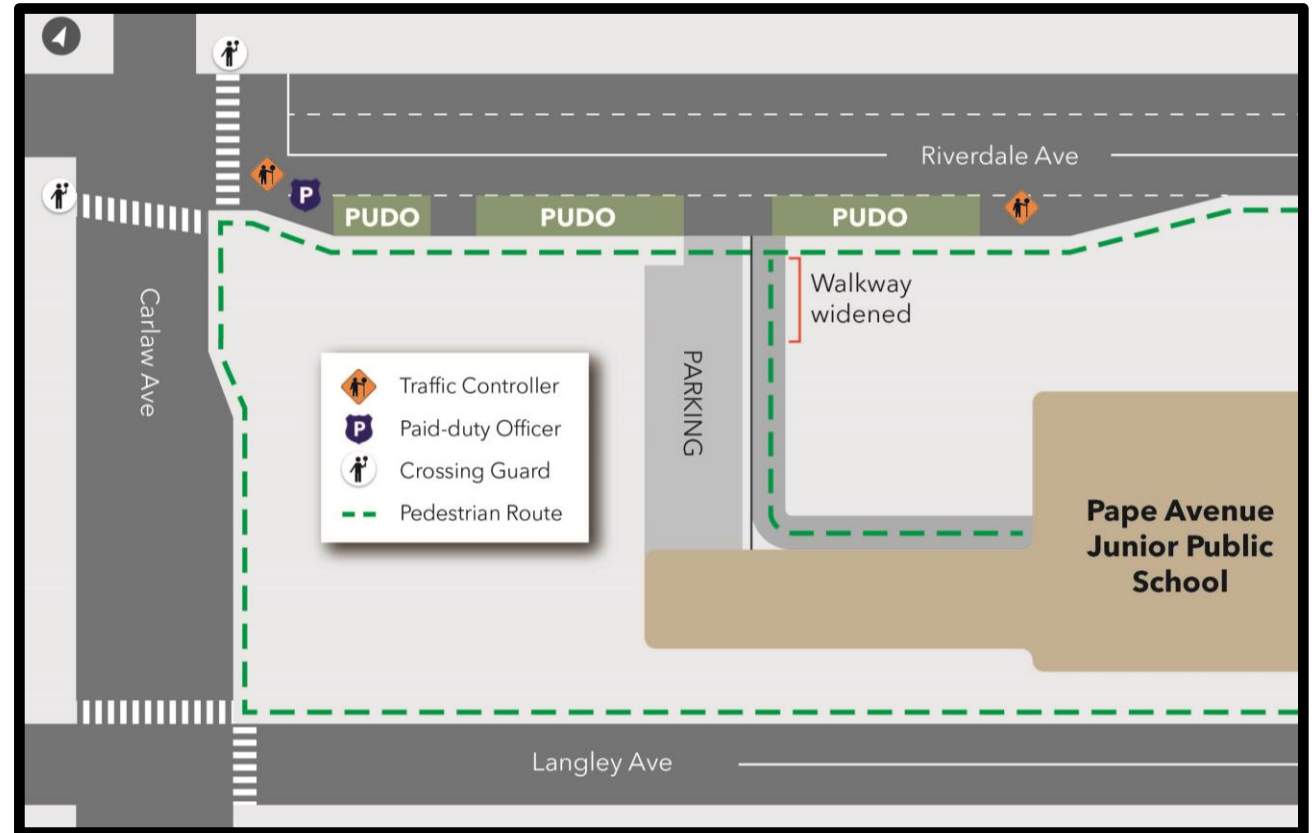 Riverdale Ave
P
PUDO
PUDO
PUDO
Walkway
widened
Carlaw Ave
PARKING
Traffic Controller
P
Paid-duty Officer
Crossing Guard
Pedestrian Route
Pape Avenue
Junior Public
School
Langley Ave